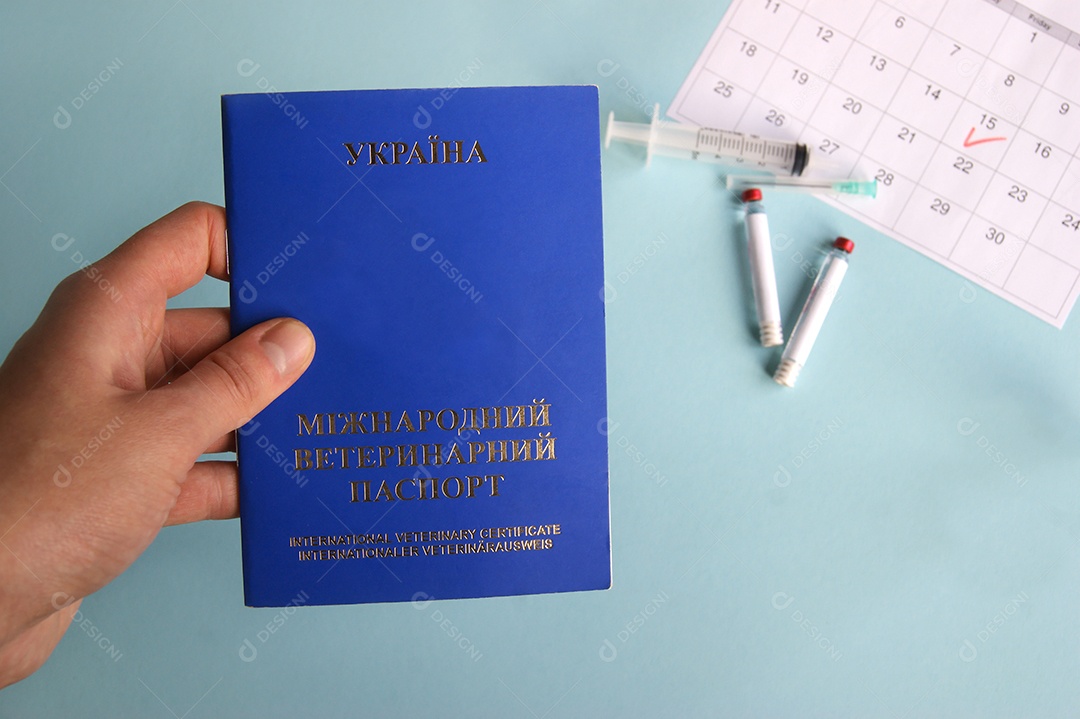 УКРАЇНА
МІЖНАРОДНИЙ
ВЕТЕРИНАРНИЙ
ПАСПОРТ
INTERNATIONAL VETERINARY CERTIFICATE
INTERNATIONALER VETERINÄRAUSWEIS
Friday
11 6 1
12 7 8
18 13 9
19 14 15
25 20 16
26 21 22
27 23 24
28 29 30
DESIGNI